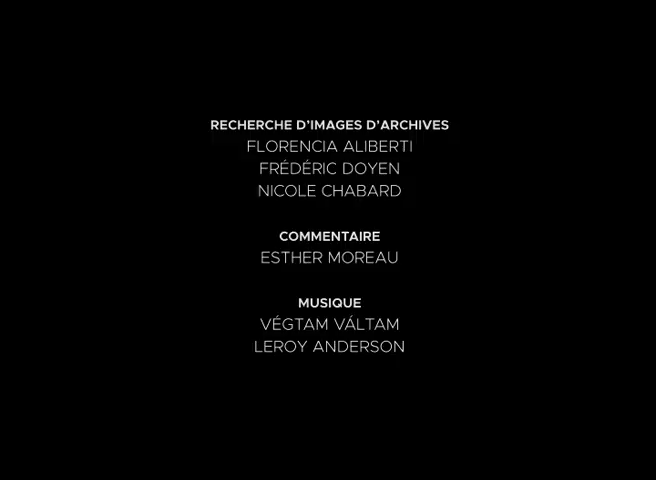 RECHERCHE D'IMAGES D'ARCHIVES
FLORENCIA ALIBERTI
FRÉDÉRIC DOYEN
NICOLE CHABARD
COMMENTAIRE
ESTHER MOREAU
MUSIQUE
VÉGTAM VÁLTAM
LEROY ANDERSON